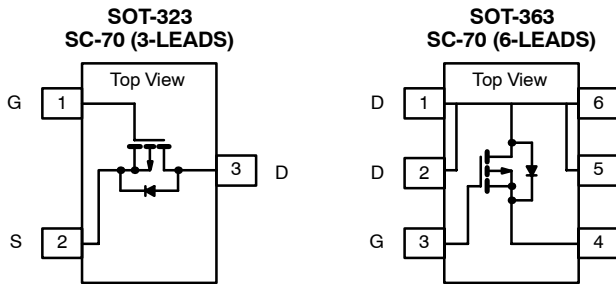 SOT-323
SC-70 (3-LEADS)
Top View
G 1
3 D
S 2
SOT-363
SC-70 (6-LEADS)
Top View
D 1 6
D 2 5
G 3 4